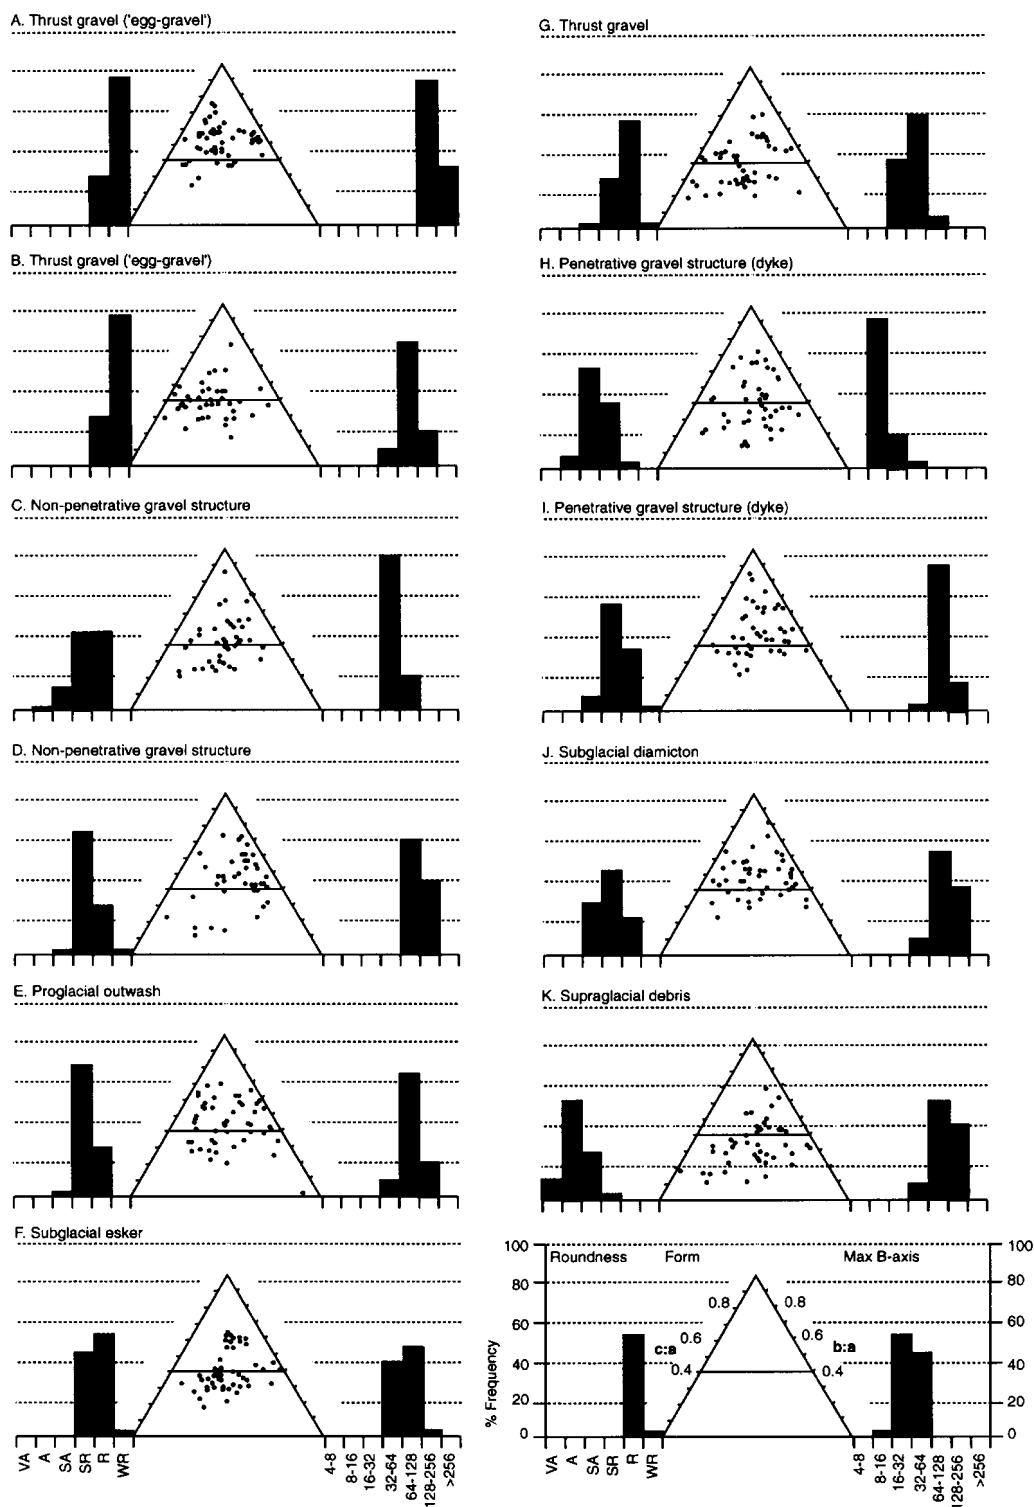 A. Thrust gravel ('egg-gravel')
G. Thrust gravel
B. Thrust gravel ('egg-gravel')
H. Penetrative gravel structure (dyke)
C. Non-penetrative gravel structure
I. Penetrative gravel structure (dyke)
D. Non-penetrative gravel structure
J. Subglacial diamicton
E. Proglacial outwash
K. Supraglacial debris
F. Subglacial esker
VA
A
SA
SR
R
WR
4-8
8-16
16-32
32-64
64-128
128-256
>256
% Frequency
100
80
60
40
20
0
Roundness
Form
Max B-axis
0.8
0.8
0.6
0.6
c:a
b:a
0.4
0.4
100
80
60
40
20
0
VA
A
SA
SR
R
WR
4-8
8-16
16-32
32-64
64-128
128-256
>256